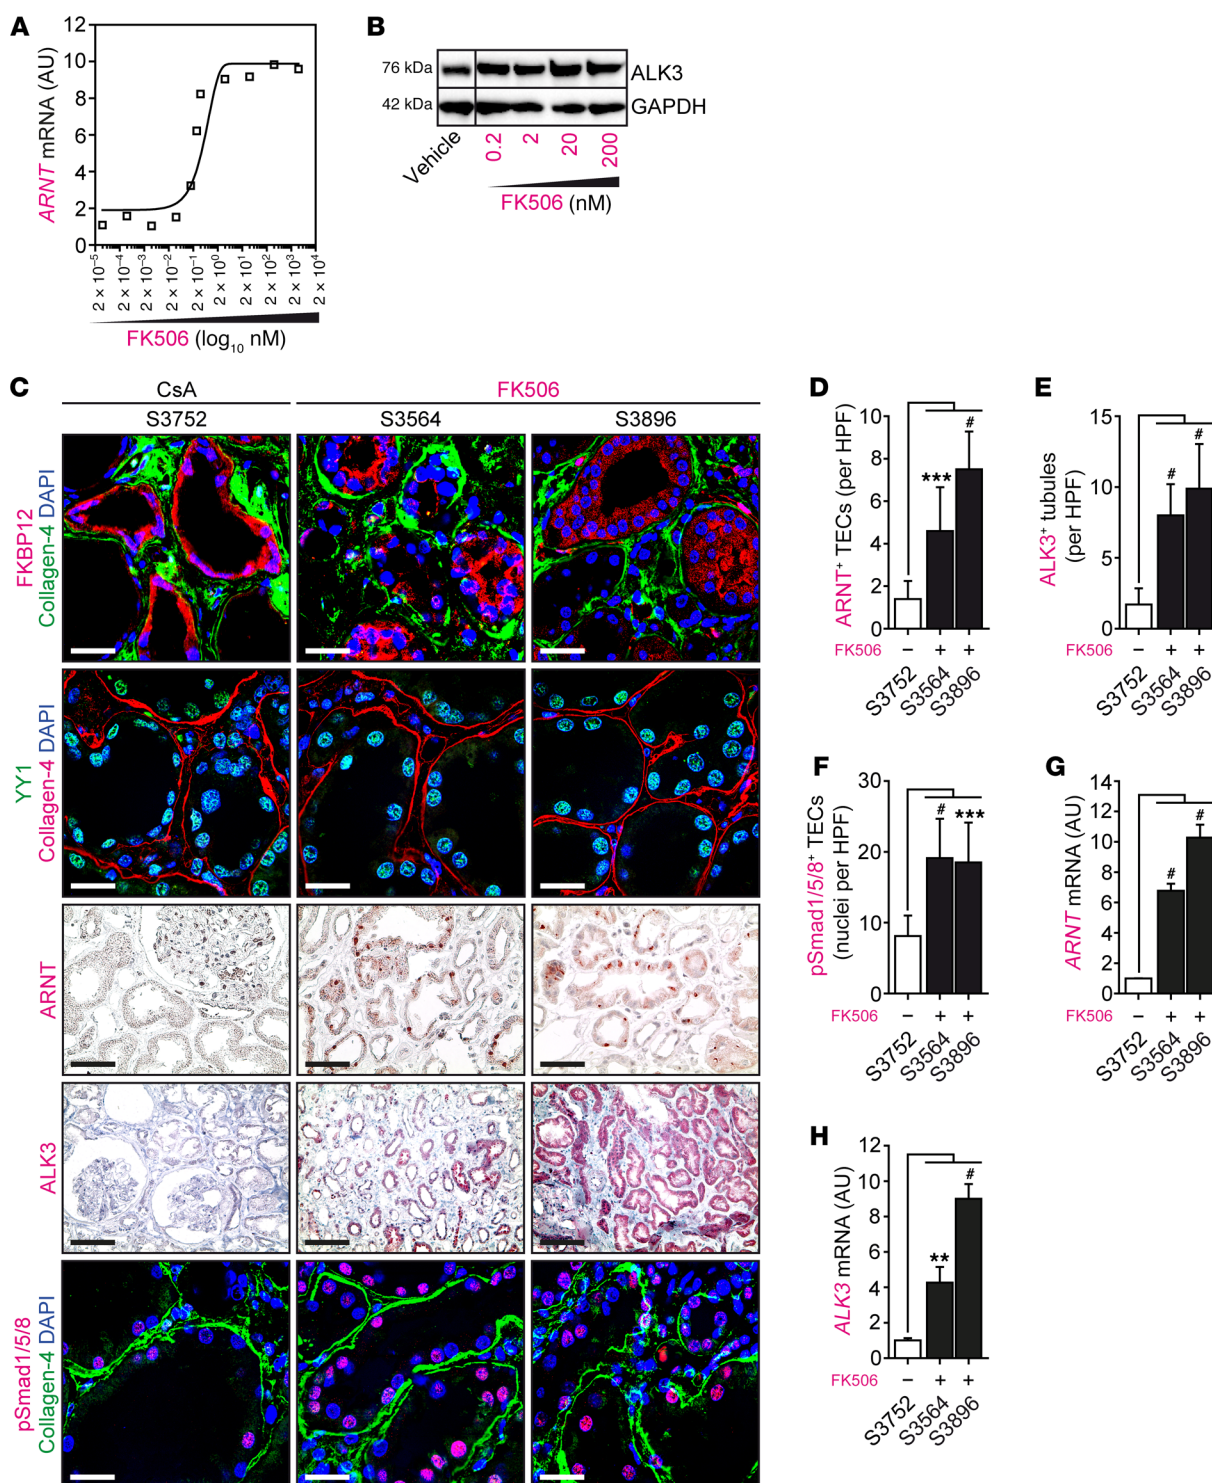 A
12
10
8
6
4
2
0
ARNT mRNA (AU)
2 × 10⁻⁵
2 × 10⁻⁴
2 × 10⁻³
2 × 10⁻²
2 × 10⁻¹
2 × 10⁰
2 × 10¹
2 × 10²
2 × 10³
2 × 10⁴
FK506 (log₁₀ nM)
B
76 kDa
ALK3
42 kDa
GAPDH
Vehicle
0.2
2
20
200
FK506 (nM)
C
CsA
FK506
S3752
S3564
S3896
FKBP12
Collagen-4 DAPI
YY1
Collagen-4 DAPI
ARNT
ALK3
pSmad1/5/8
Collagen-4 DAPI
D
10
8
6
4
2
0
ARNT⁺ TECs (per HPF)
***
#
FK506
– + +
S3752
S3564
S3896
E
15
10
5
0
ALK3⁺ tubules
(per HPF)
#
#
FK506
– + +
S3752
S3564
S3896
F
30
20
10
0
pSmad1/5/8⁺ TECs
(nuclei per HPF)
#
***
FK506
– + +
S3752
S3564
S3896
G
14
12
10
8
6
4
2
0
ARNT mRNA (AU)
#
#
FK506
– + +
S3752
S3564
S3896
H
12
10
8
6
4
2
0
ALK3 mRNA (AU)
**
#
FK506
– + +
S3752
S3564
S3896